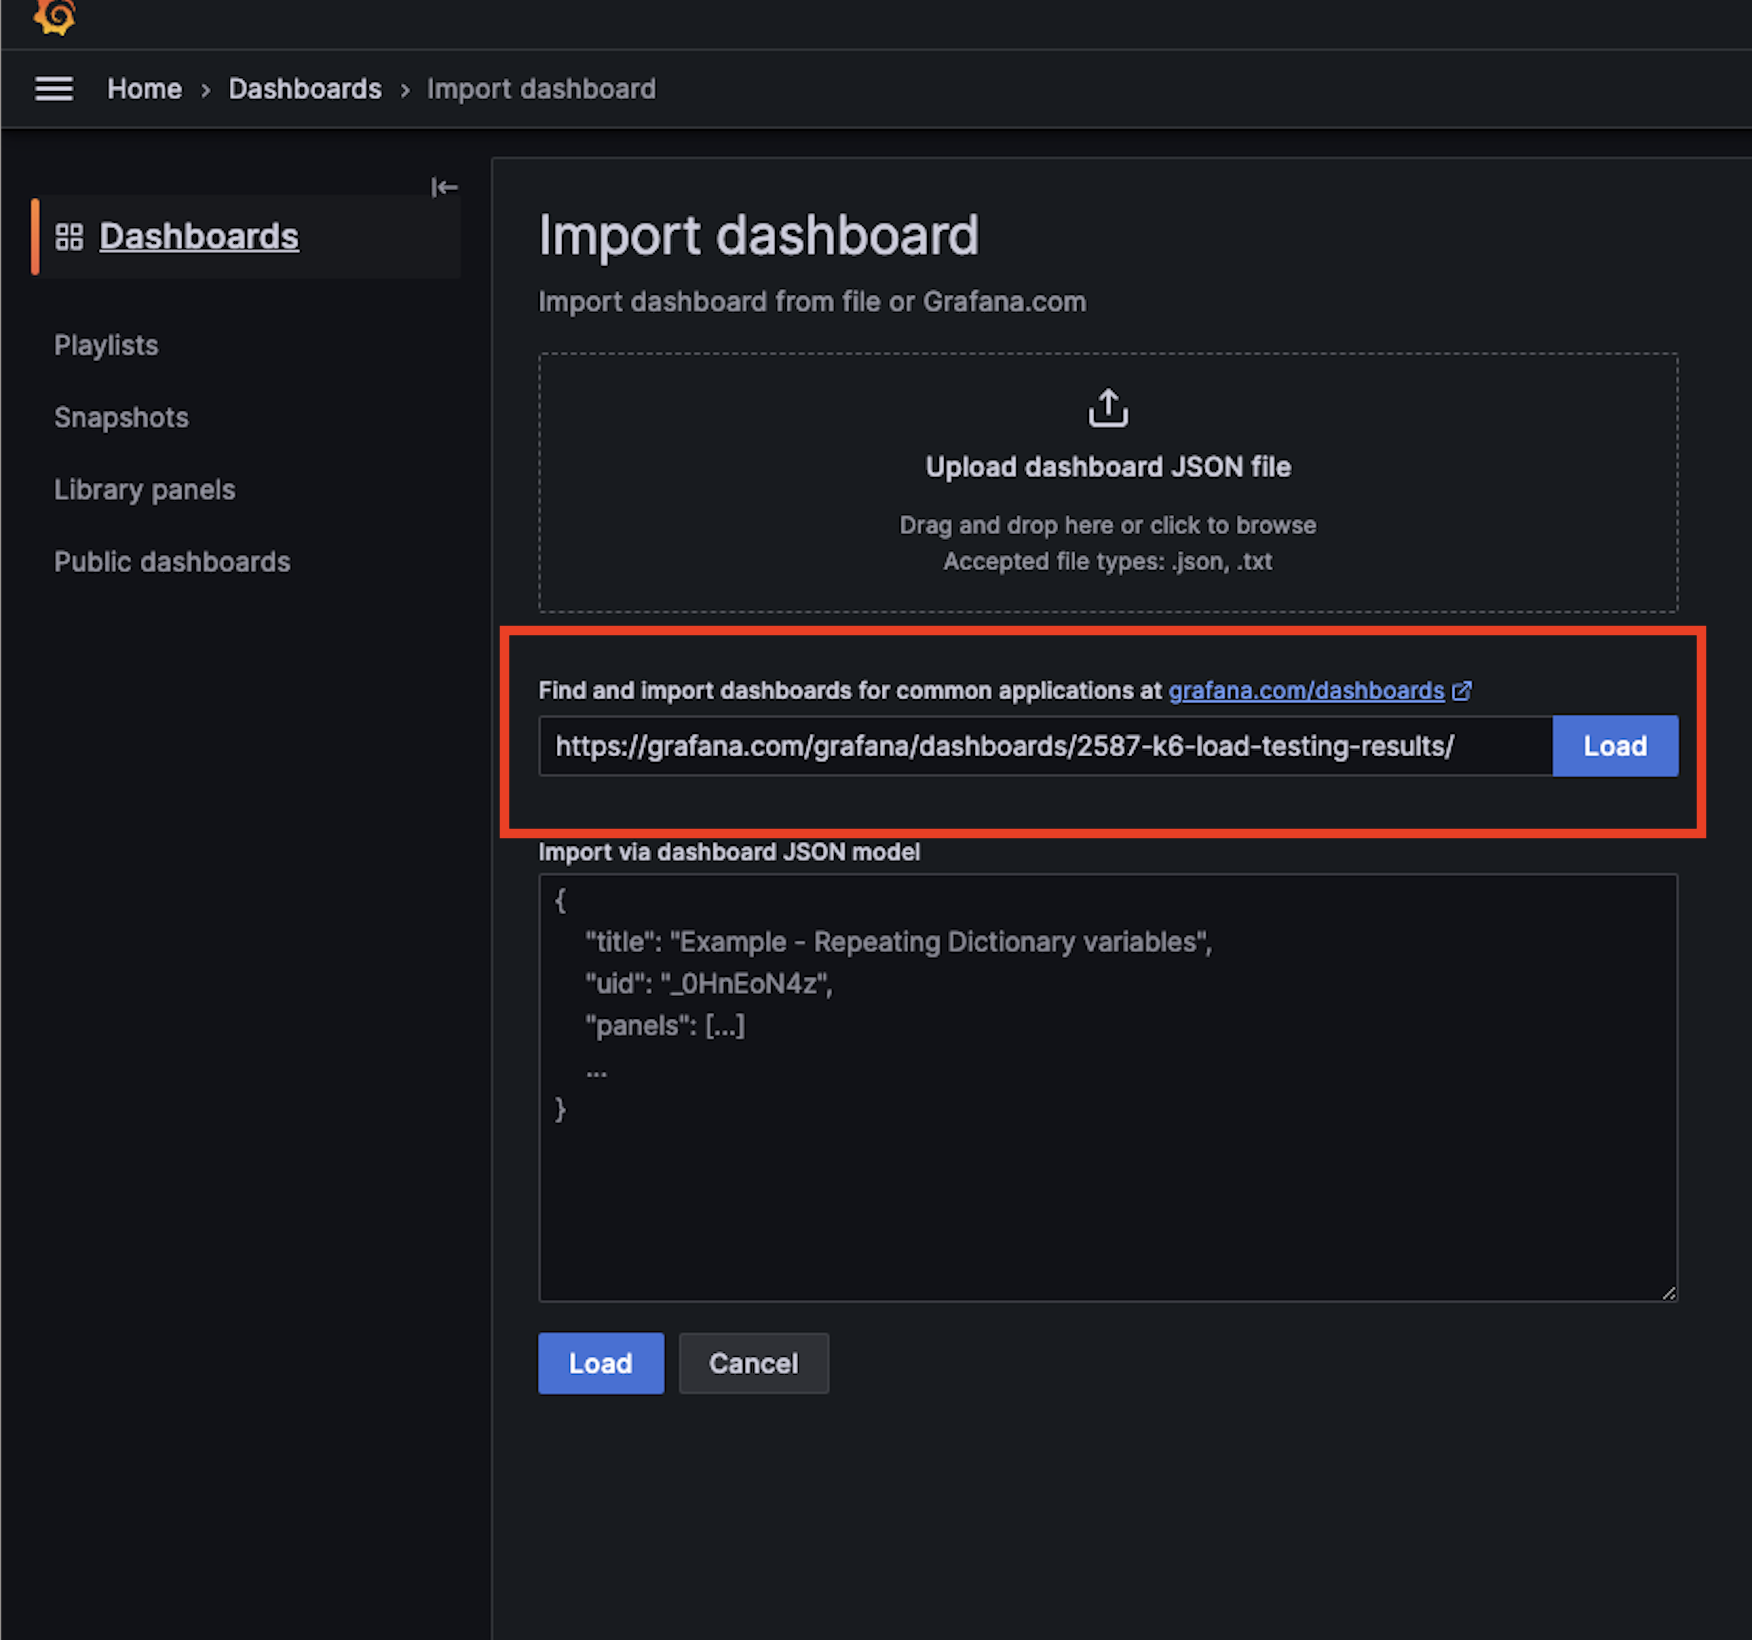 Home › Dashboards › Import dashboard
Dashboards
Playlists
Snapshots
Library panels
Public dashboards
Import dashboard
Import dashboard from file or Grafana.com
Upload dashboard JSON file
Drag and drop here or click to browse
Accepted file types: .json, .txt
Find and import dashboards for common applications at grafana.com/dashboards
https://grafana.com/grafana/dashboards/2587-k6-load-testing-results/ Load
Import via dashboard JSON model
{
"title": "Example - Repeating Dictionary variables",
"uid": "_0HnEoN4z",
"panels": [...]
...
}
Load Cancel